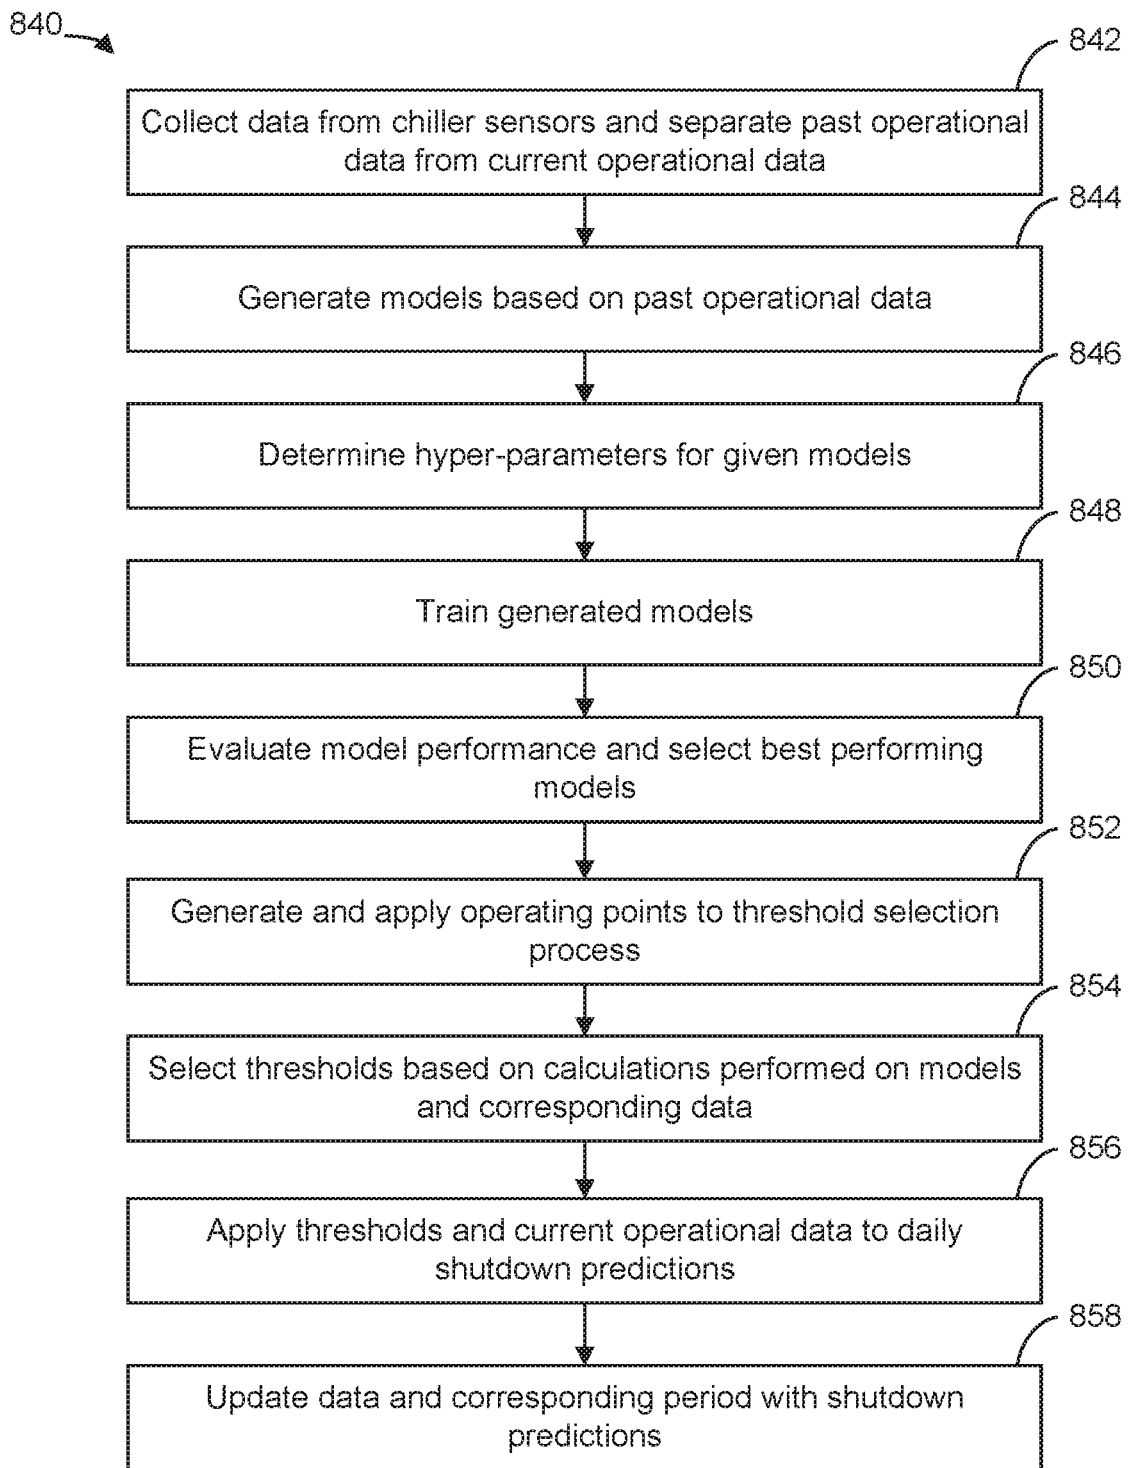 840
842
Collect data from chiller sensors and separate past operational
data from current operational data
844
Generate models based on past operational data
846
Determine hyper-parameters for given models
848
Train generated models
850
Evaluate model performance and select best performing
models
852
Generate and apply operating points to threshold selection
process
854
Select thresholds based on calculations performed on models
and corresponding data
856
Apply thresholds and current operational data to daily
shutdown predictions
858
Update data and corresponding period with shutdown
predictions